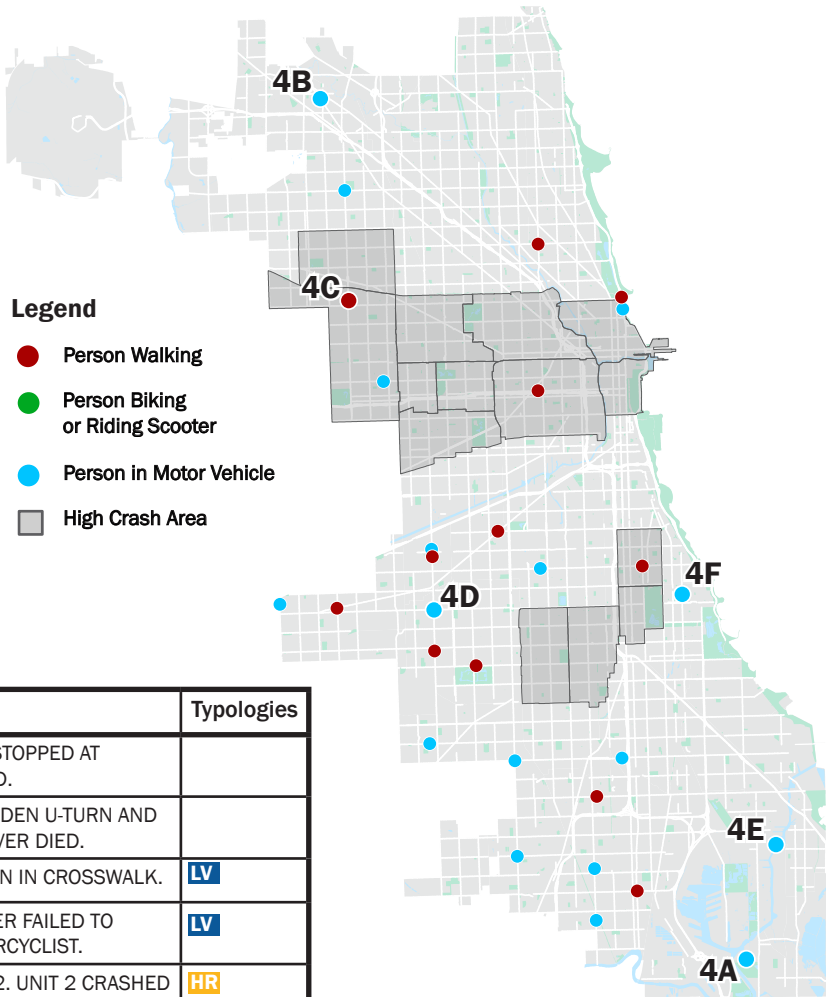 4B
4C
Legend
Person Walking
Person Biking
or Riding Scooter
Person in Motor Vehicle
High Crash Area
4F
4D
4E
4A
Typologies
STOPPED AT
D.
DEN U-TURN AND
VER DIED.
N IN CROSSWALK.
LV
ER FAILED TO
RCYCLIST.
LV
2. UNIT 2 CRASHED
HR